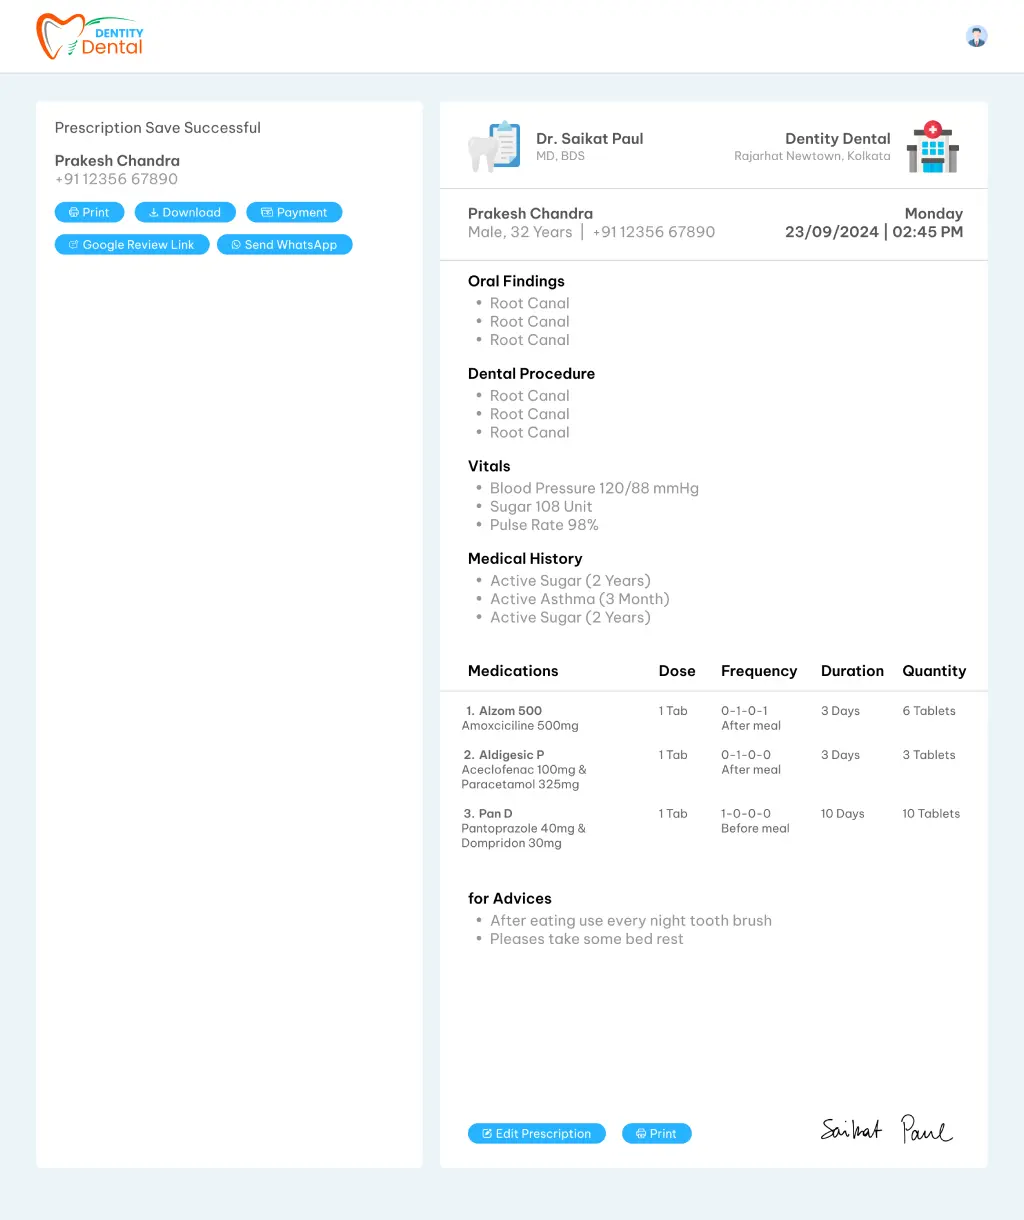 DENTITY
Dental
Prescription Save Successful
Prakesh Chandra
+91 12356 67890
Print
Download
Payment
Google Review Link
Send WhatsApp
Dr. Saikat Paul
MD, BDS
Dentity Dental
Rajarhat Newtown, Kolkata
Prakesh Chandra
Male, 32 Years | +91 12356 67890
Monday
23/09/2024 | 02:45 PM
Oral Findings
• Root Canal
• Root Canal
• Root Canal
Dental Procedure
• Root Canal
• Root Canal
• Root Canal
Vitals
• Blood Pressure 120/88 mmHg
• Sugar 108 Unit
• Pulse Rate 98%
Medical History
• Active Sugar (2 Years)
• Active Asthma (3 Month)
• Active Sugar (2 Years)
Medications Dose Frequency Duration Quantity
1. Alzom 500 1 Tab 0-1-0-1 3 Days 6 Tablets
Amoxciciline 500mg After meal
2. Aldigesic P 1 Tab 0-1-0-0 3 Days 3 Tablets
Aceclofenac 100mg & After meal
Paracetamol 325mg
3. Pan D 1 Tab 1-0-0-0 10 Days 10 Tablets
Pantoprazole 40mg & Before meal
Dompridon 30mg
for Advices
• After eating use every night tooth brush
• Pleases take some bed rest
Edit Prescription
Print
Saikat Paul